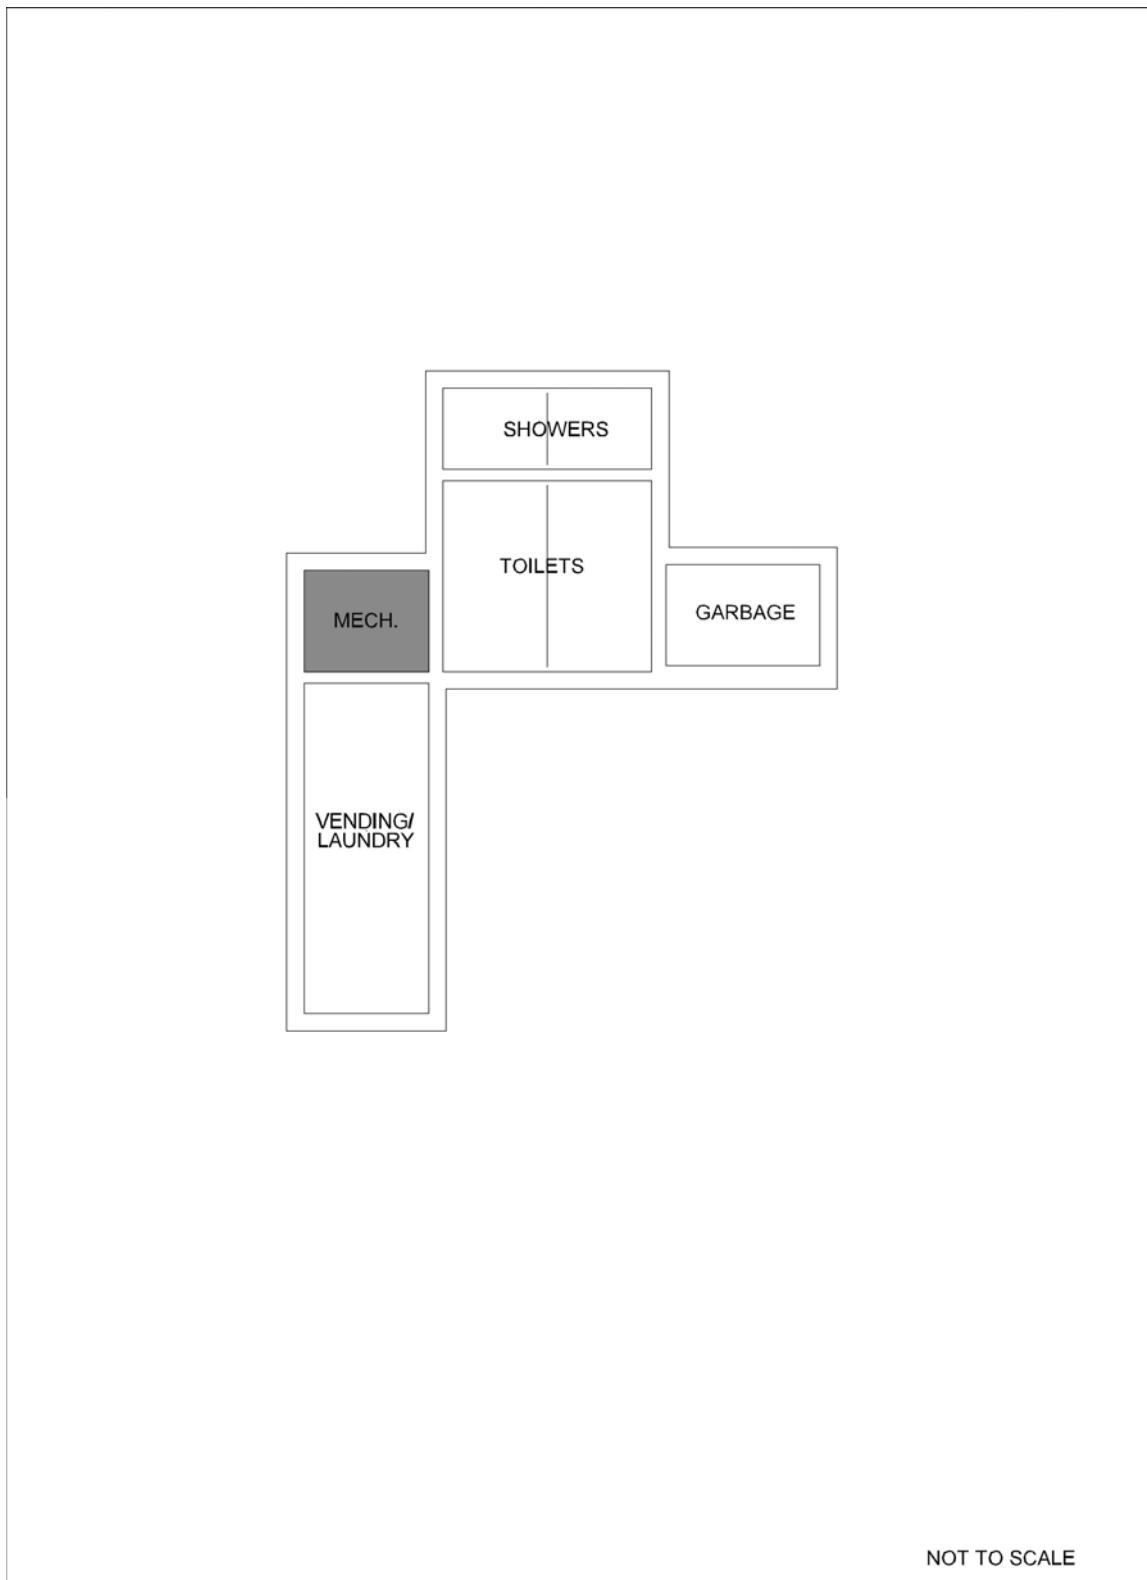 SHOWERS
TOILETS
MECH.
GARBAGE
VENDING/
LAUNDRY
NOT TO SCALE